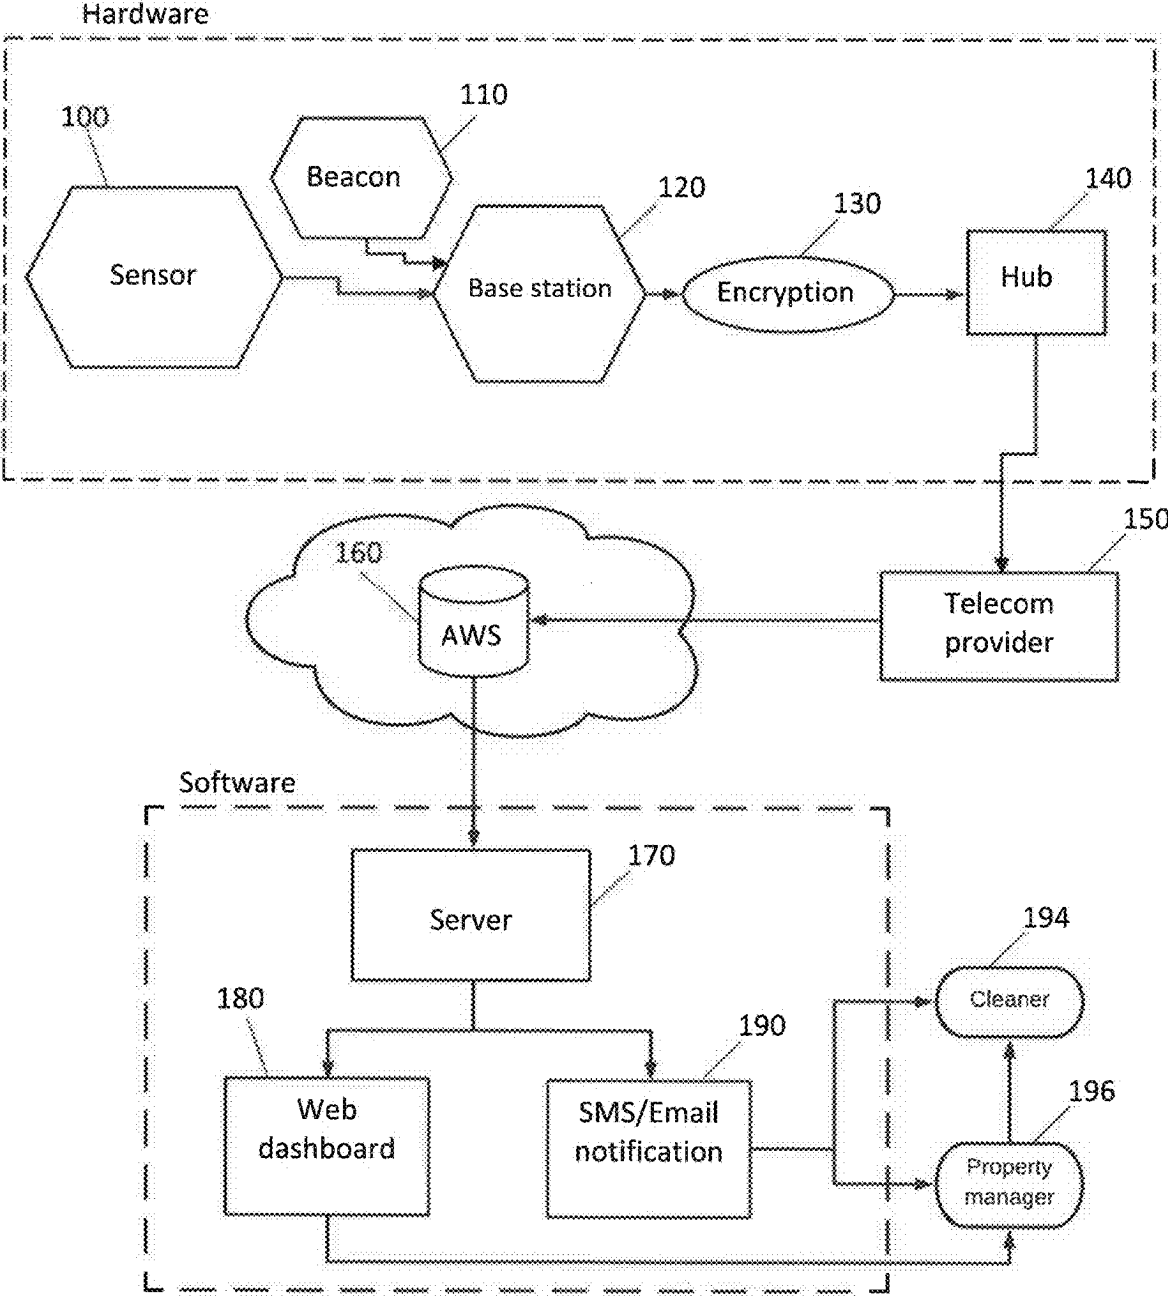 Hardware
100
110
Beacon
120
130
140
Sensor
Base station
Encryption
Hub
150
160
Telecom
provider
AWS
Software
170
Server
194
Cleaner
180
190
Web
dashboard
SMS/Email
notification
196
Property
manager